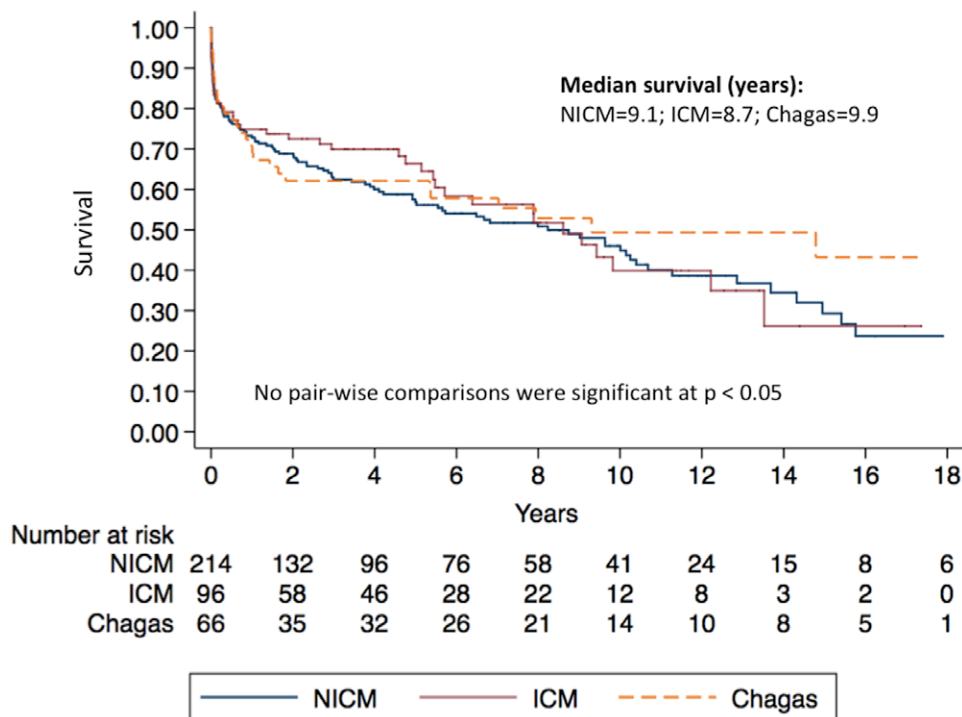 1.00
0.90
0.80
0.70
0.60
0.50
0.40
0.30
0.20
0.10
0.00
Survival
Median survival (years):
NICM=9.1; ICM=8.7; Chagas=9.9
No pair-wise comparisons were significant at p < 0.05
0 2 4 6 8 10 12 14 16 18
Years
Number at risk
NICM 214 132 96 76 58 41 24 15 8 6
ICM 96 58 46 28 22 12 8 3 2 0
Chagas 66 35 32 26 21 14 10 8 5 1
NICM ICM Chagas